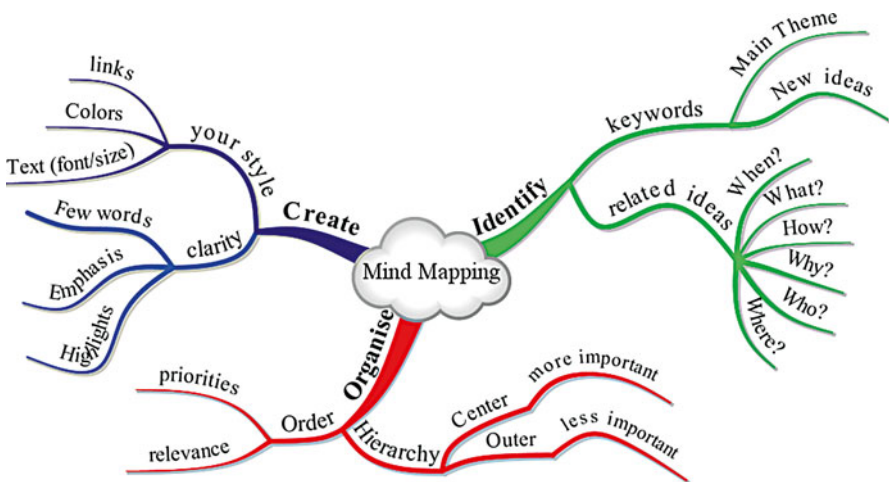 Mind Mapping
Create
your style
links
Colors
Text (font/size)
clarity
Few words
Emphasis
Highlights
Identify
keywords
Main Theme
New ideas
related ideas
When?
What?
How?
Why?
Who?
Where?
Organise
Order
priorities
relevance
Hierarchy
Center
more important
Outer
less important